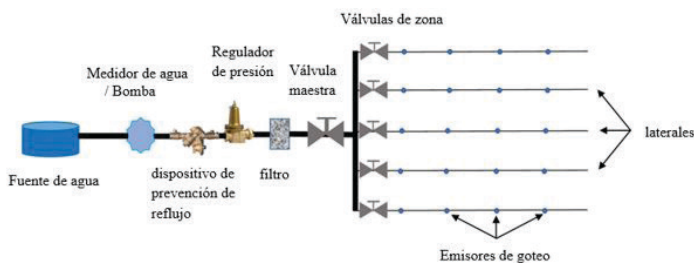 Válvulas de zona
Regulador
de presión
Medidor de agua
/ Bomba
Válvula
maestra
laterales
Fuente de agua
dispositivo de
prevención de
reflujo
filtro
Emisores de goteo